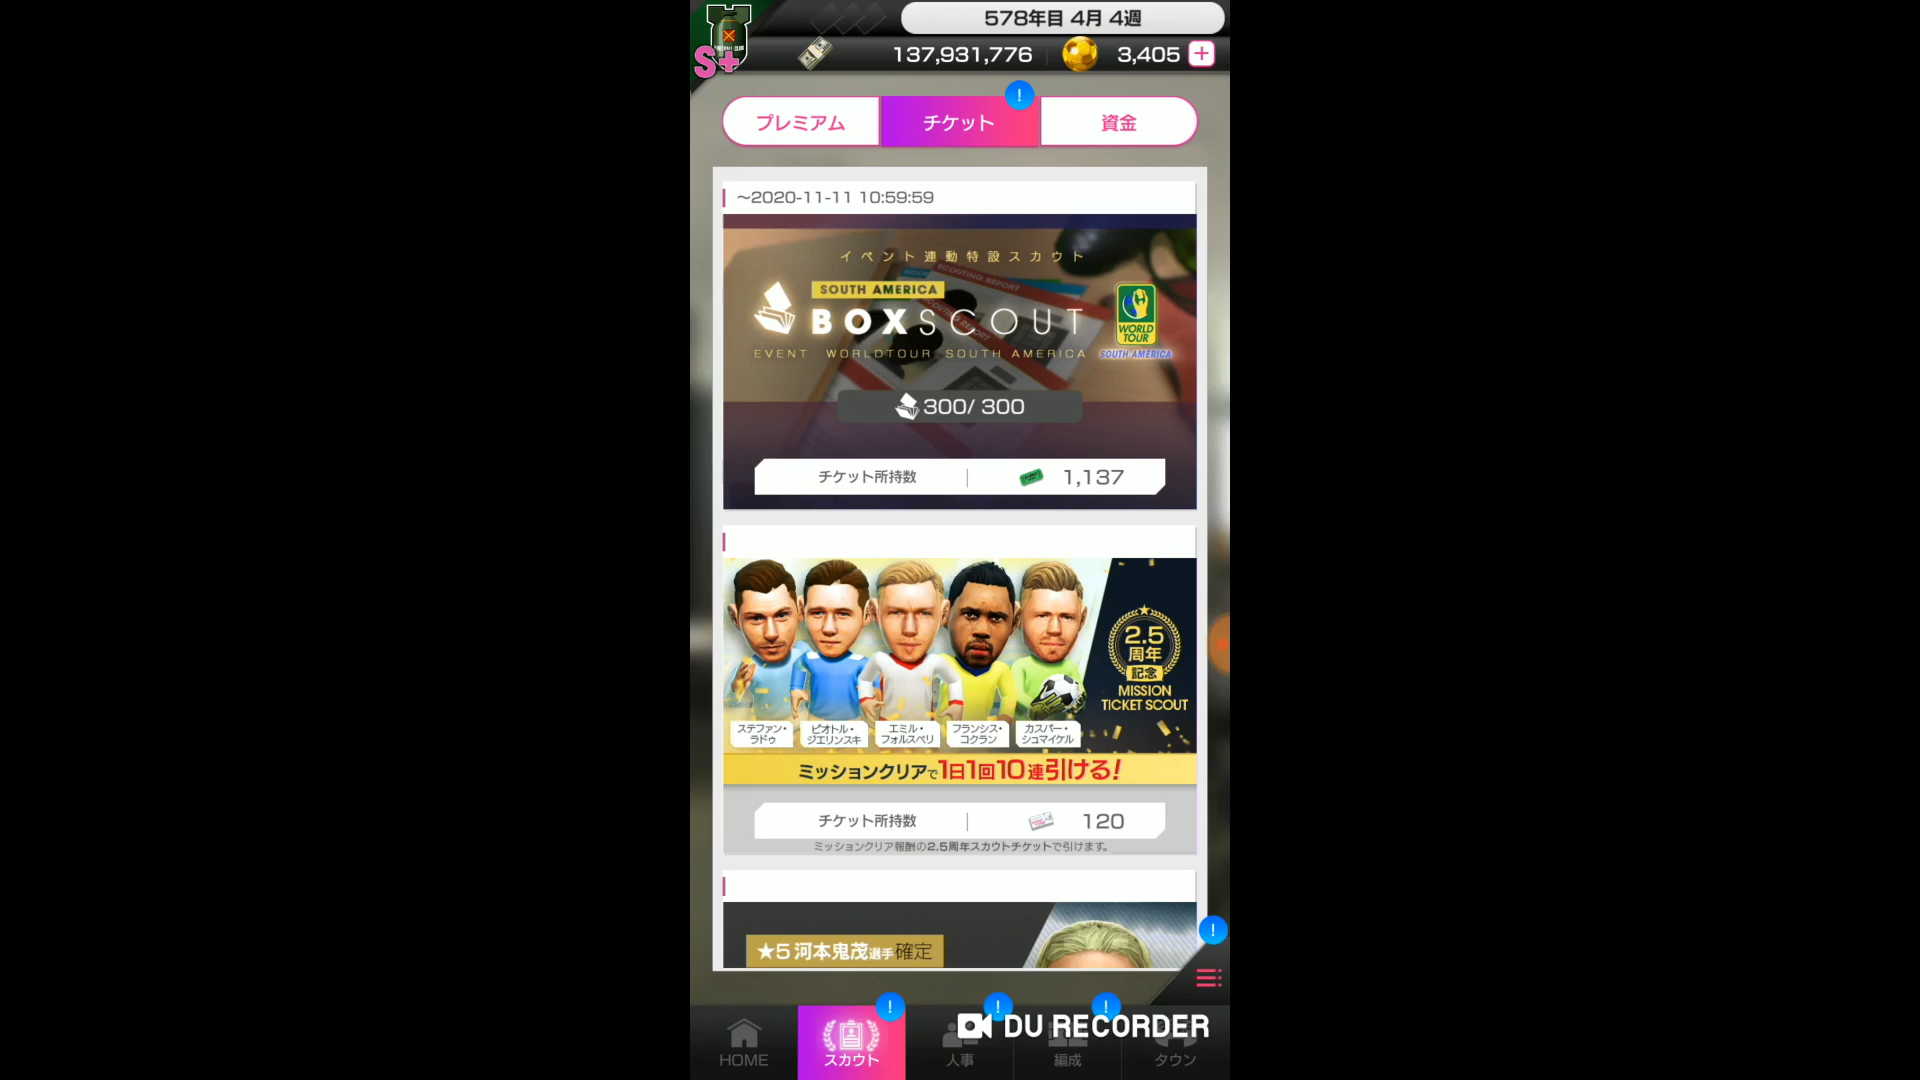 578年目 4月 4週
S+
137,931,776
3,405
プレミアム
チケット
資金
～2020-11-11 10:59:59
イベント連動特設スカウト
SOUTH AMERICA
BOXSCOUT
EVENT WORLDTOUR SOUTH AMERICA
WORLD
TOUR
SOUTH AMERICA
300/ 300
チケット所持数
1,137
2.5
周年
記念
MISSION
TICKET SCOUT
ステファン・
ラドゥ
ピオトル・
ジエリンスキ
エミル・
フォルスベリ
フランシス・
コクラン
カスパー・
シュマイケル
ミッションクリアで1日1回10連引ける!
チケット所持数
120
ミッションクリア報酬の2.5周年スカウトチケットで引けます。
★5 河本鬼茂選手確定
DU RECORDER
HOME
スカウト
人事
編成
タウン